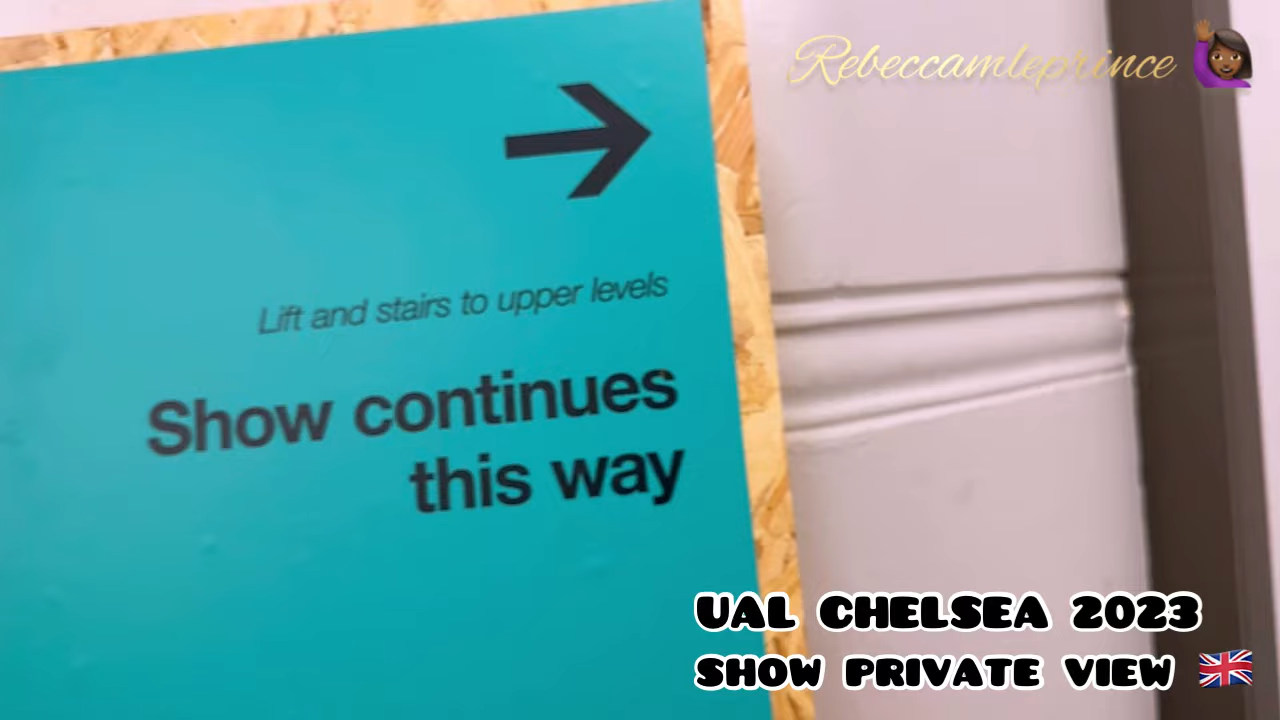 Rebeccamleprince
Lift and stairs to upper levels
Show continues
this way
UAL CHELSEA 2023
SHOW PRIVATE VIEW